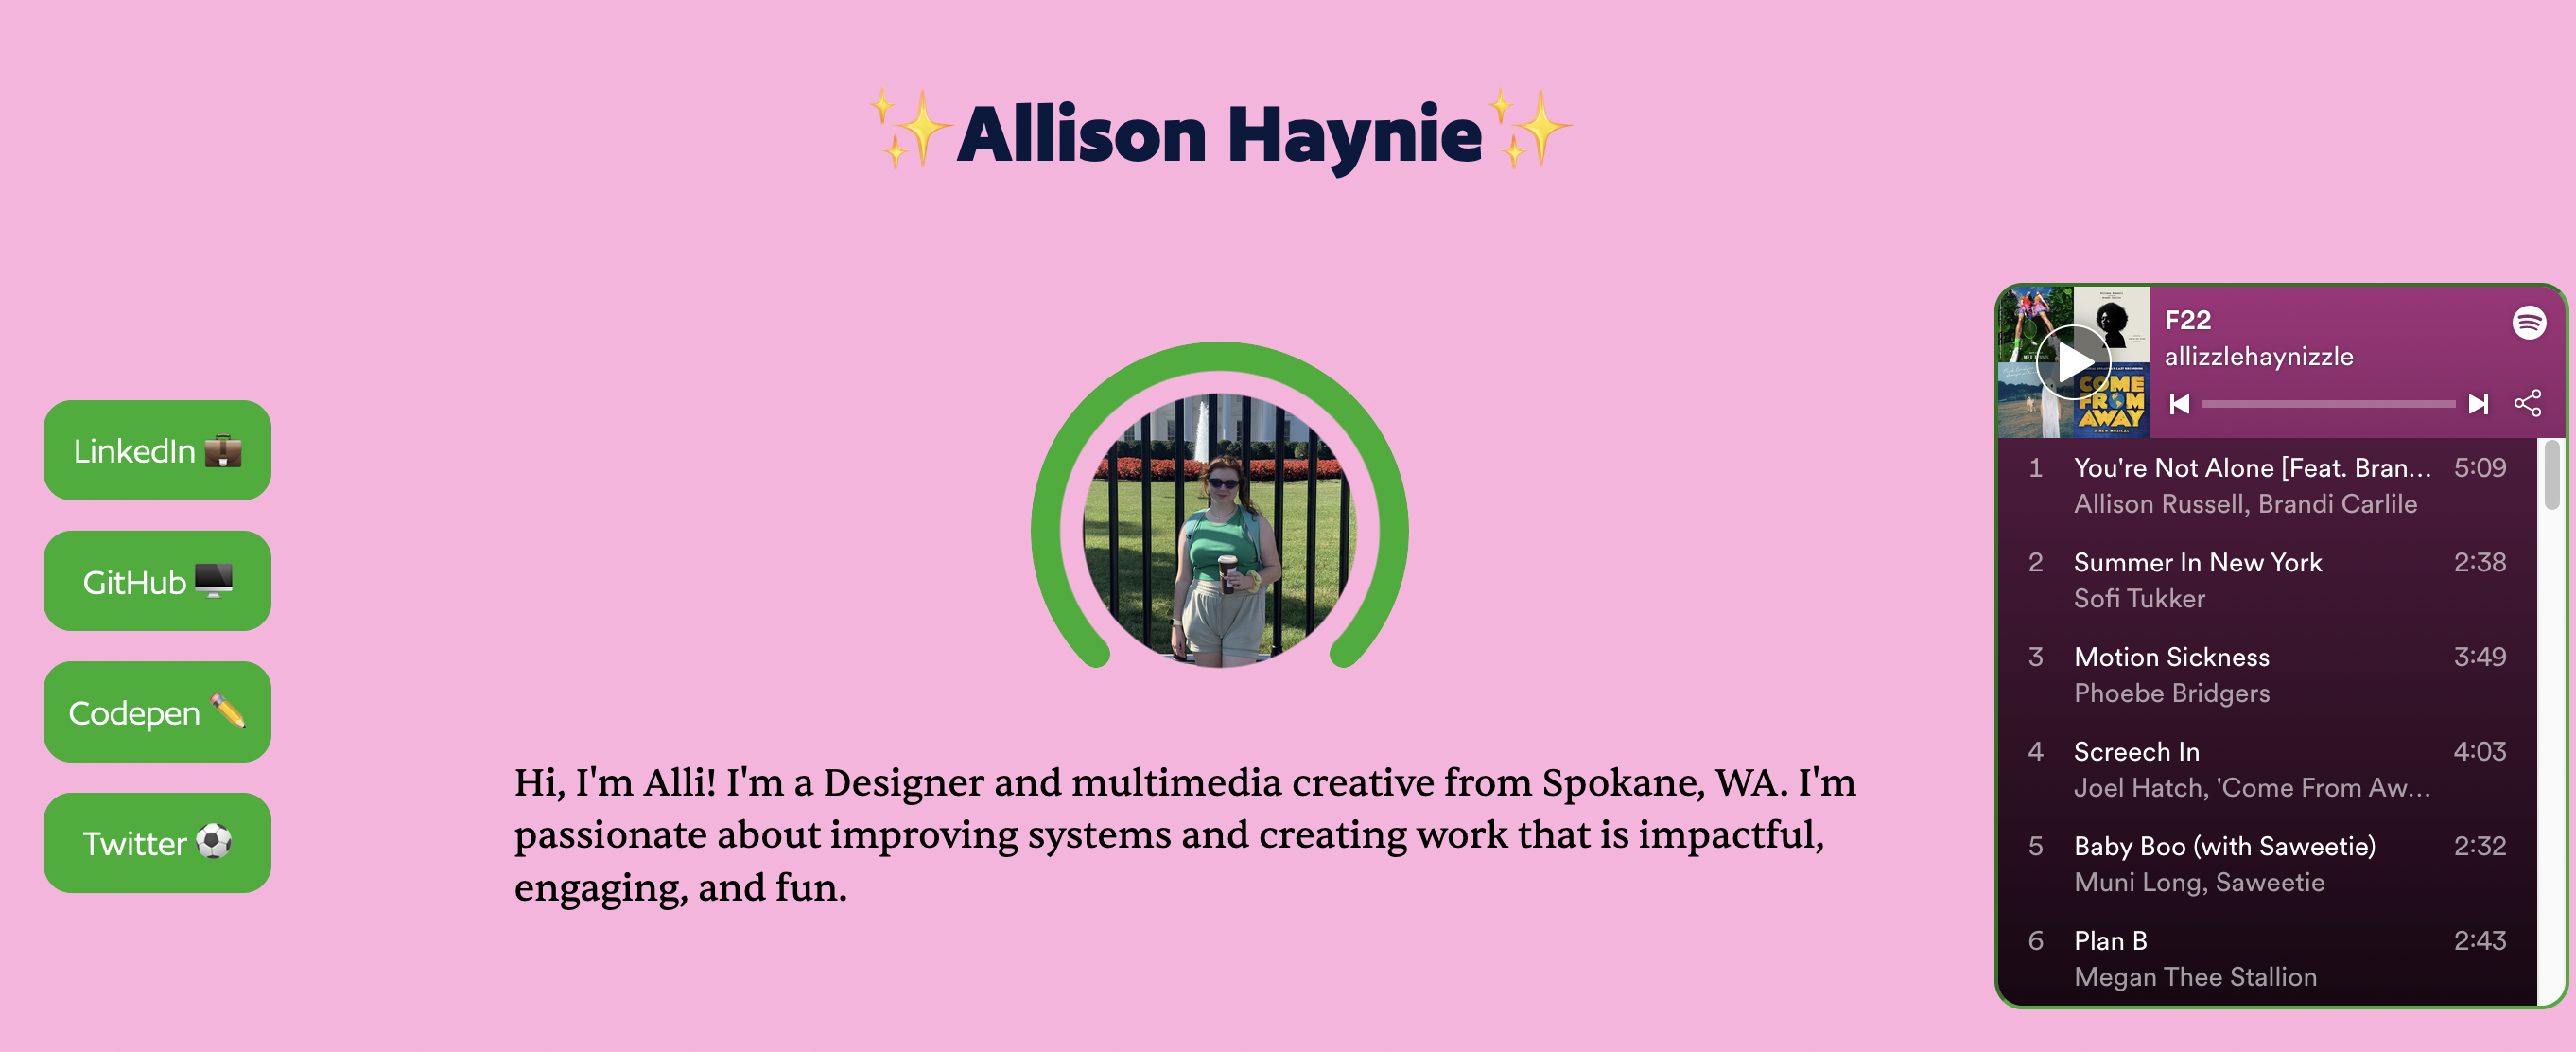 ✨Allison Haynie✨
LinkedIn 💼
GitHub 🖥️
Codepen ✏️
Twitter ⚽
Hi, I'm Alli! I'm a Designer and multimedia creative from Spokane, WA. I'm
passionate about improving systems and creating work that is impactful,
engaging, and fun.
COME
FROM
AWAY
F22
allizzlehaynizzle
1 You're Not Alone [Feat. Bran... 5:09
Allison Russell, Brandi Carlile
2 Summer In New York 2:38
Sofi Tukker
3 Motion Sickness 3:49
Phoebe Bridgers
4 Screech In 4:03
Joel Hatch, 'Come From Aw...
5 Baby Boo (with Saweetie) 2:32
Muni Long, Saweetie
6 Plan B 2:43
Megan Thee Stallion